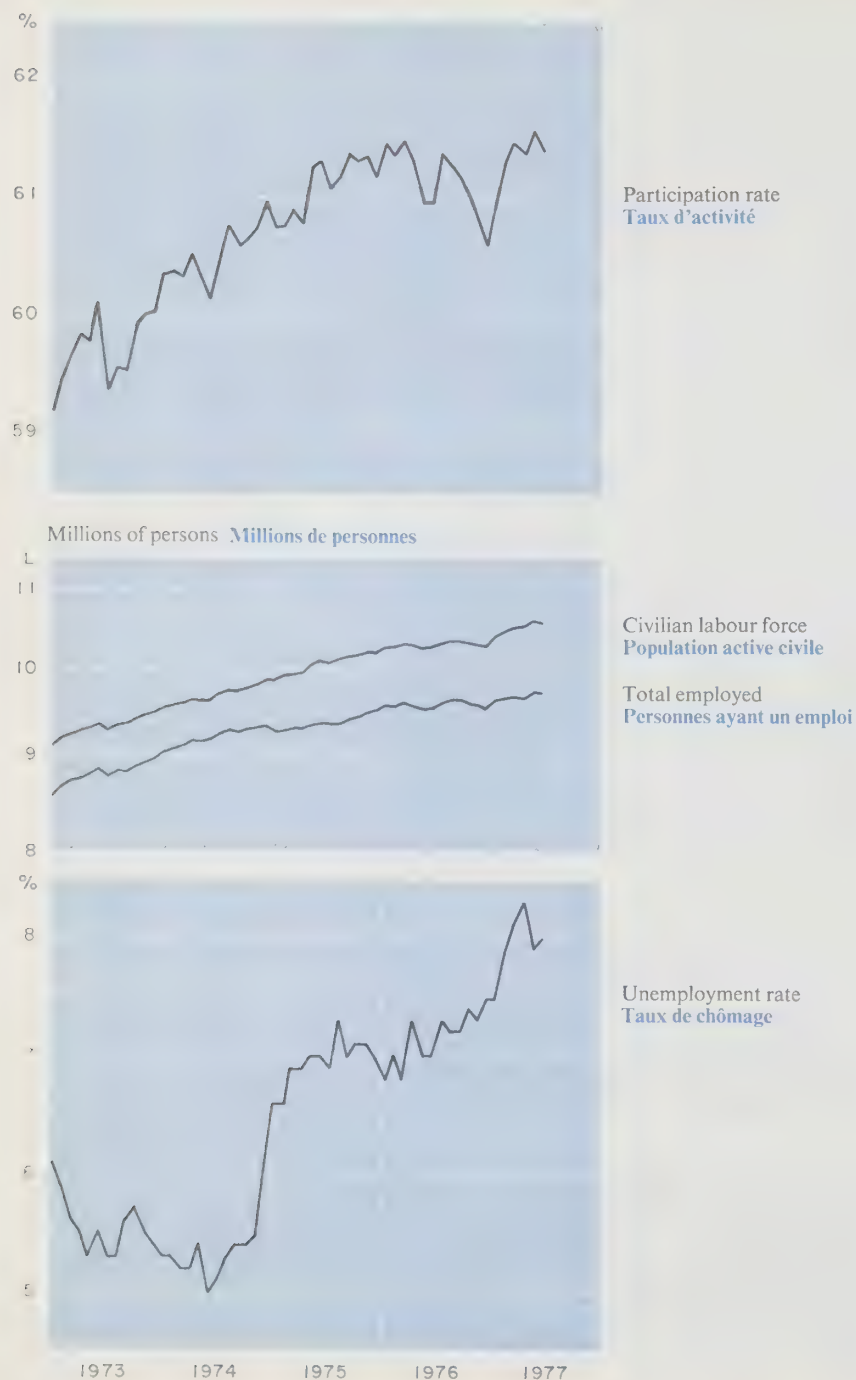 %
62
61
60
59
Participation rate
Taux d'activité
Millions of persons Millions de personnes
11
10
9
8
Civilian labour force
Population active civile
Total employed
Personnes ayant un emploi
%
8
6
5
Unemployment rate
Taux de chômage
1973 1974 1975 1976 1977